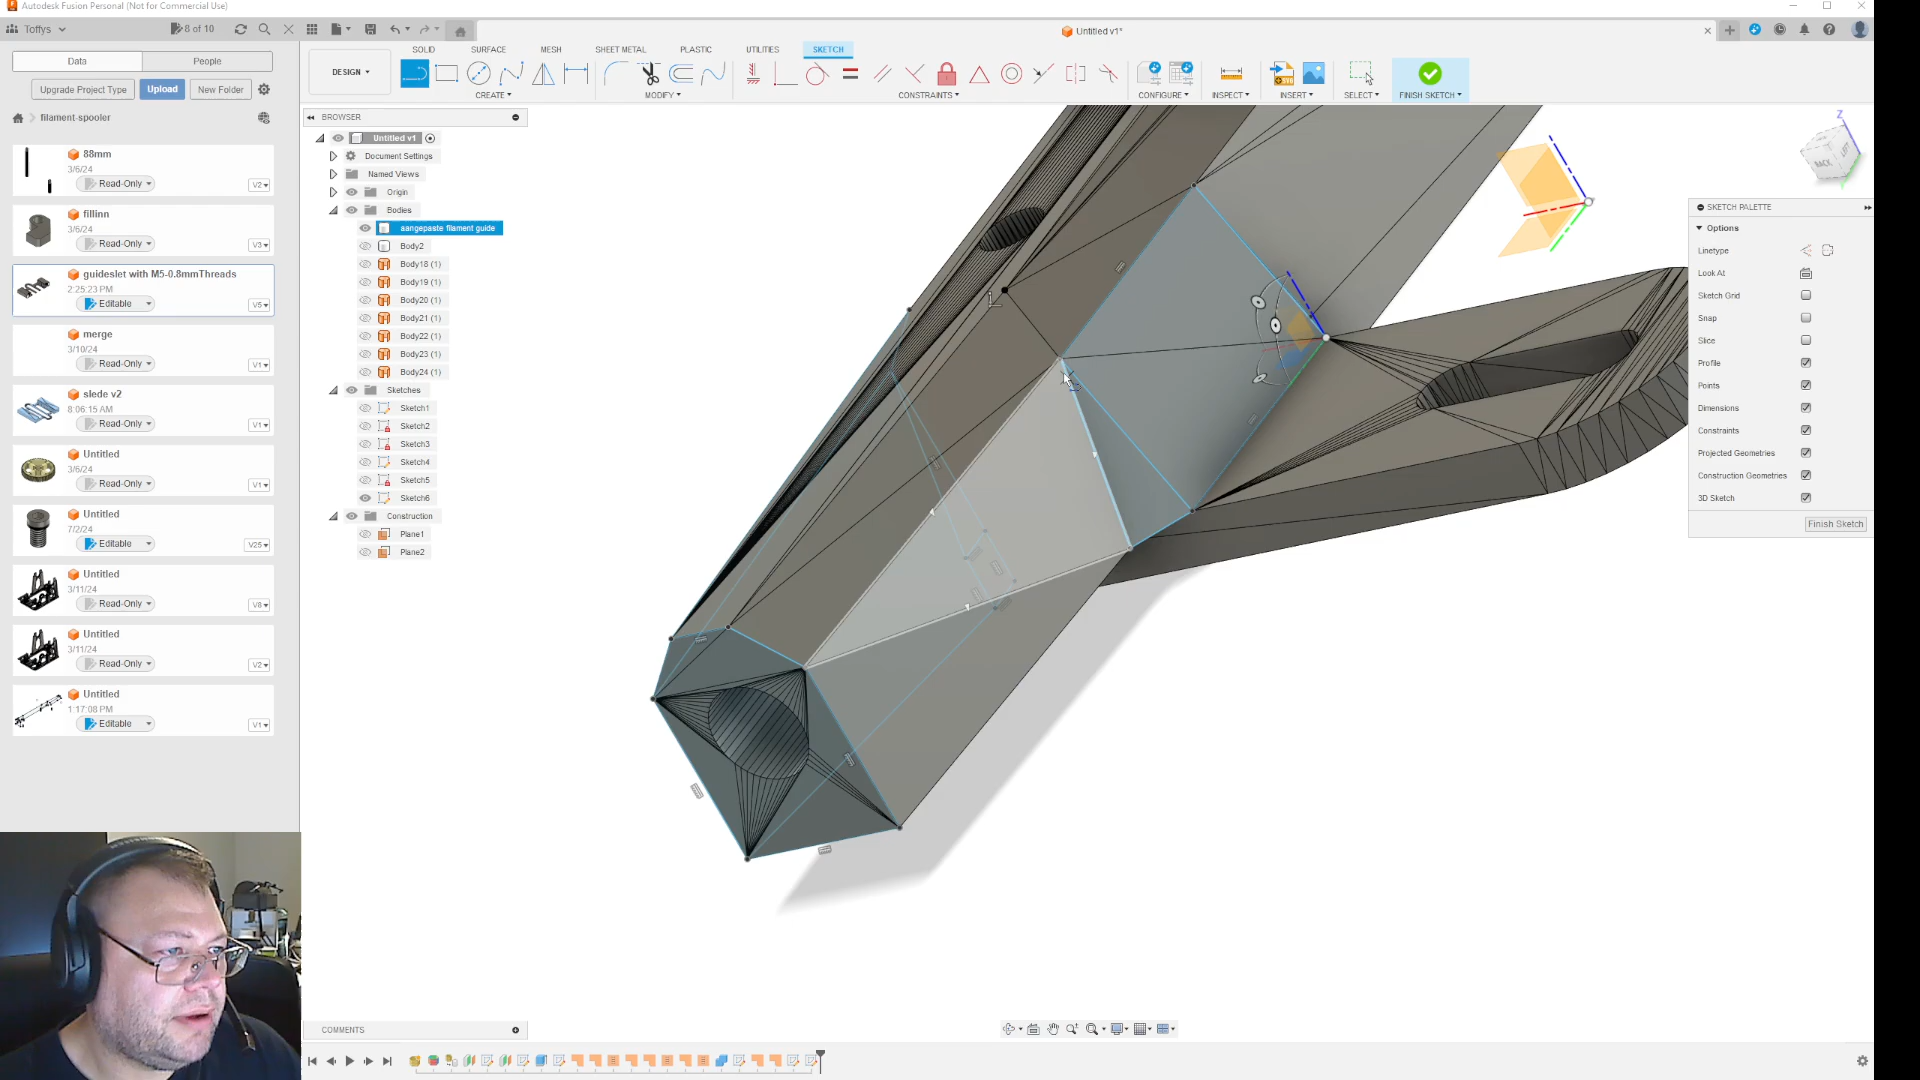 Autodesk Fusion Personal (Not for Commercial Use)
Toffys
8 of 10
Untitled v1*
Data
People
Upgrade Project Type
Upload
New Folder
filament-spooler
88mm
3/6/24
Read-Only
V2
fillinn
3/6/24
Read-Only
V3
guideslet with M5-0.8mmThreads
2:25:23 PM
Editable
V5
merge
3/10/24
Read-Only
V1
slede v2
8:06:15 AM
Read-Only
V1
Untitled
3/6/24
Read-Only
V1
Untitled
7/2/24
Editable
V25
Untitled
3/11/24
Read-Only
V8
Untitled
3/11/24
Read-Only
V2
Untitled
1:17:08 PM
Editable
V1
DESIGN
SOLID
SURFACE
MESH
SHEET METAL
PLASTIC
UTILITIES
SKETCH
CREATE
MODIFY
CONSTRAINTS
CONFIGURE
INSPECT
INSERT
SELECT
FINISH SKETCH
BROWSER
Untitled v1
Document Settings
Named Views
Origin
Bodies
aangepaste filament guide
Body2
Body18 (1)
Body19 (1)
Body20 (1)
Body21 (1)
Body22 (1)
Body23 (1)
Body24 (1)
Sketches
Sketch1
Sketch2
Sketch3
Sketch4
Sketch5
Sketch6
Construction
Plane1
Plane2
Z
BACK
LEFT
SKETCH PALETTE
Options
Linetype
Look At
Sketch Grid
Snap
Slice
Profile
Points
Dimensions
Constraints
Projected Geometries
Construction Geometries
3D Sketch
Finish Sketch
COMMENTS